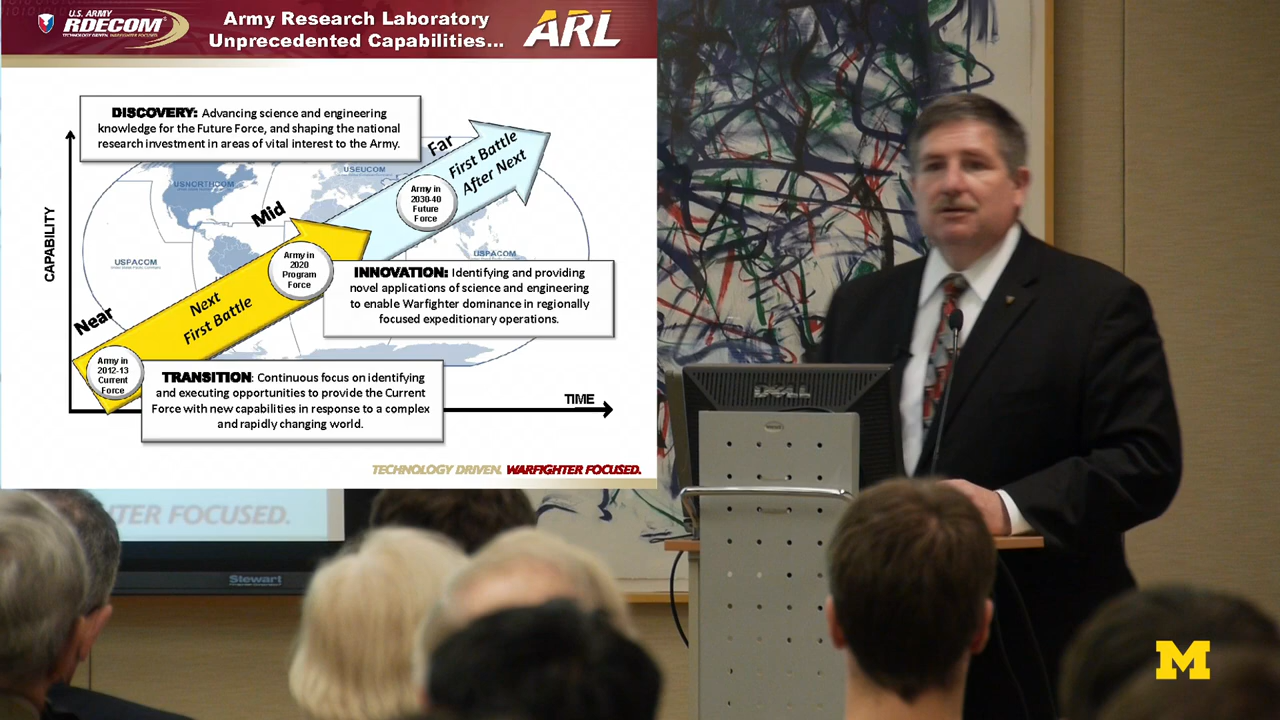 U.S. ARMY
RDECOM
TECHNOLOGY DRIVEN. WARFIGHTER FOCUSED.
Army Research Laboratory
Unprecedented Capabilities...
ARL
DISCOVERY: Advancing science and engineering
knowledge for the Future Force, and shaping the national
research investment in areas of vital interest to the Army.
CAPABILITY
USNORTHCOM
USEUCOM
USPACOM
USPACOM
Far
First Battle
After Next
Army in
2030-40
Future
Force
Mid
Army in
2020
Program
Force
INNOVATION: Identifying and providing
novel applications of science and engineering
to enable Warfighter dominance in regionally
focused expeditionary operations.
Next
First Battle
Near
Army in
2012-13
Current
Force
TRANSITION: Continuous focus on identifying
and executing opportunities to provide the Current
Force with new capabilities in response to a complex
and rapidly changing world.
TIME
TECHNOLOGY DRIVEN. WARFIGHTER FOCUSED.
TER FOCUSED.
Stewart
DELL
M